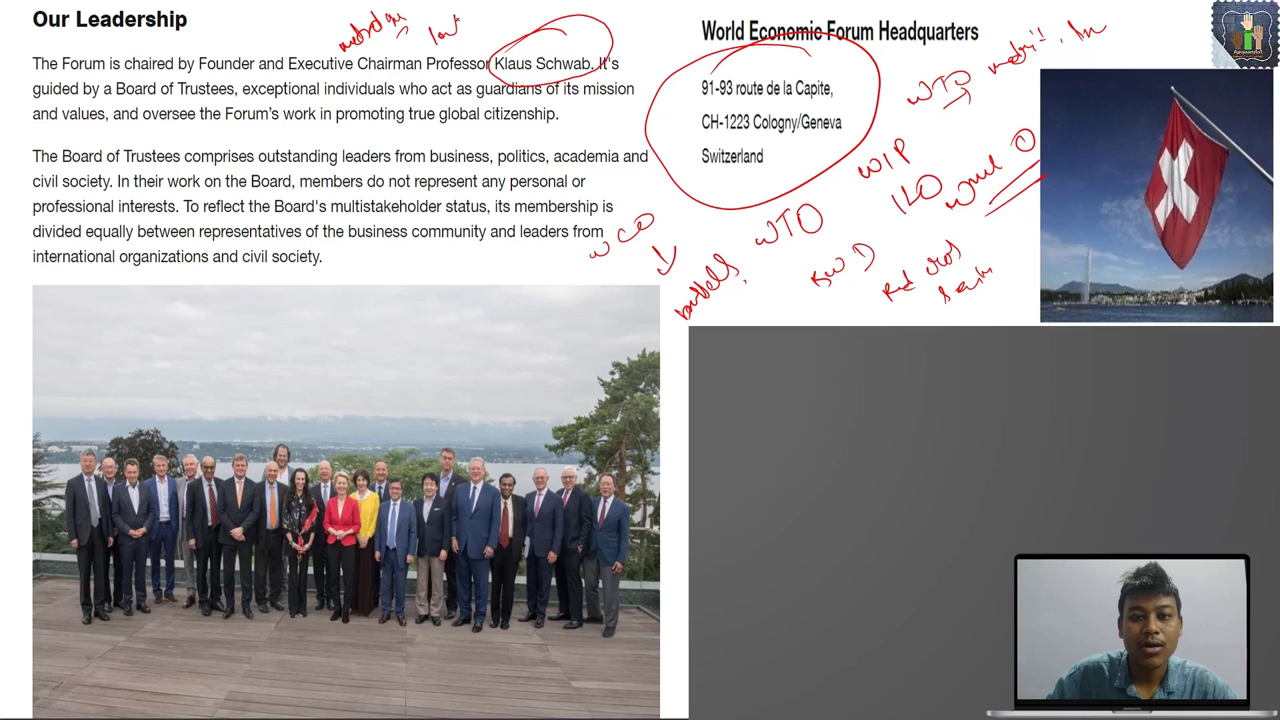 Our Leadership
The Forum is chaired by Founder and Executive Chairman Professor Klaus Schwab. It's
guided by a Board of Trustees, exceptional individuals who act as guardians of its mission
and values, and oversee the Forum's work in promoting true global citizenship.
The Board of Trustees comprises outstanding leaders from business, politics, academia and
civil society. In their work on the Board, members do not represent any personal or
professional interests. To reflect the Board's multistakeholder status, its membership is
divided equally between representatives of the business community and leaders from
international organizations and civil society.
World Economic Forum Headquarters
91-93 route de la Capite,
CH-1223 Cologny/Geneva
Switzerland
WTO
WIP
ILO
WCO
WTO